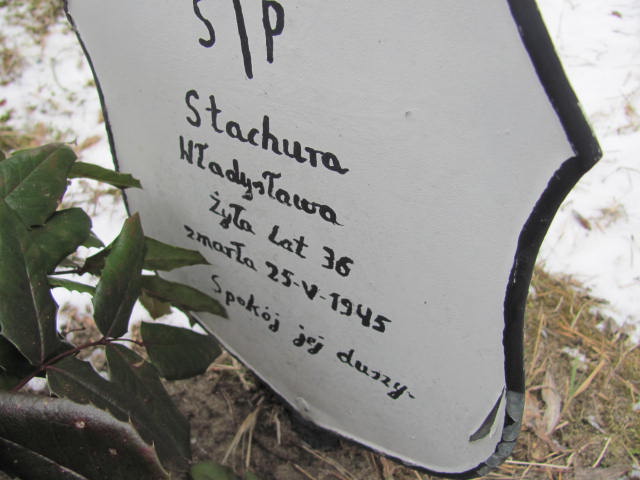 S | P
Stachura
Władysława
żyła lat 36
zmarła 25-V-1945
Spokój jej duszy-